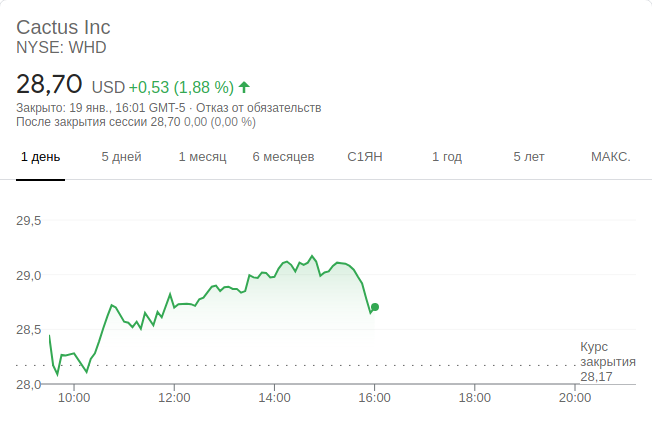 Cactus Inc
NYSE: WHD
28,70 USD +0,53 (1,88 %)
Закрыто: 19 янв., 16:01 GMT-5 · Отказ от обязательств
После закрытия сессии 28,70 0,00 (0,00 %)
1 день 5 дней 1 месяц 6 месяцев С1ЯН 1 год 5 лет МАКС.
29,5
29,0
28,5
Курс
закрытия
28,17
28,0
10:00 12:00 14:00 16:00 18:00 20:00